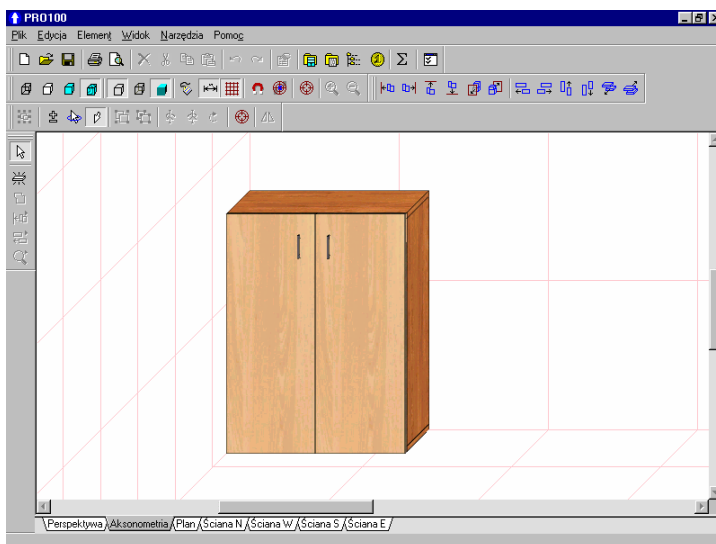 PRO100
Plik Edycja Element Widok Narzędzia Pomoc
Perspektywa Aksonometria Plan Ściana N Ściana W Ściana S Ściana E